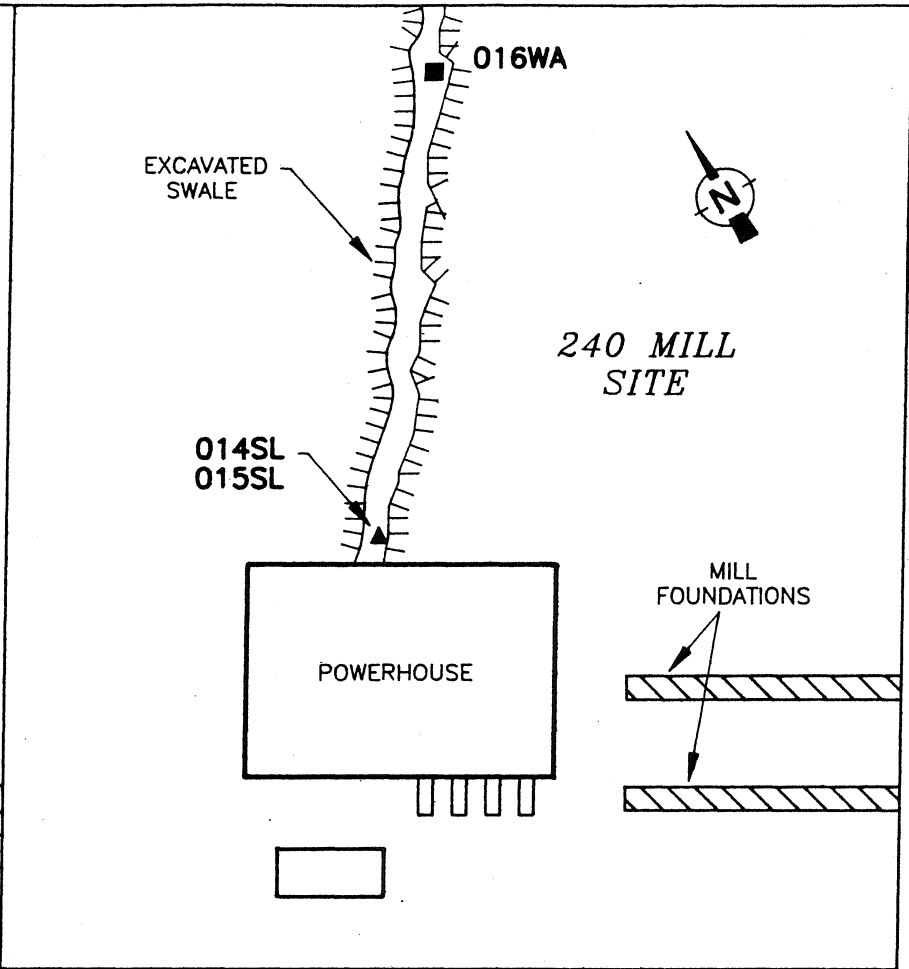 016WA
EXCAVATED
SWALE
N
240 MILL
SITE
014SL
015SL
MILL
FOUNDATIONS
POWERHOUSE